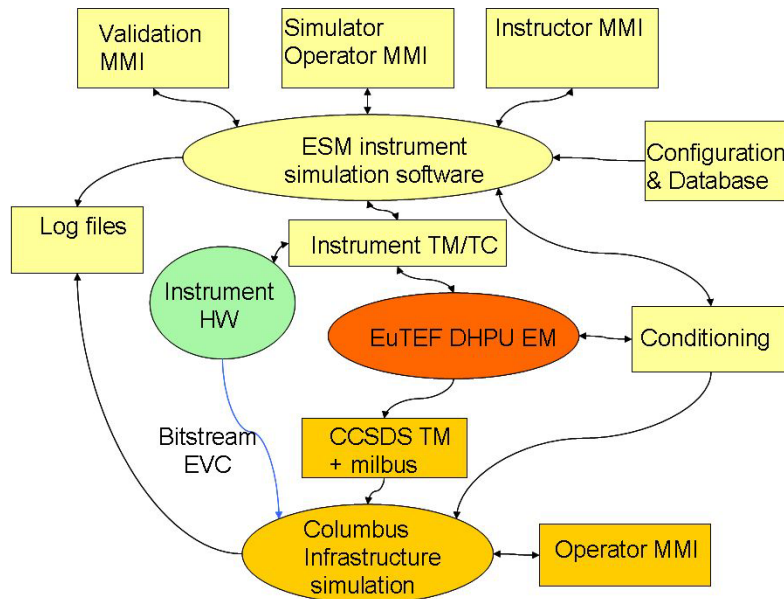 Validation
MMI
Simulator
Operator MMI
Instructor MMI
ESM instrument
simulation software
Configuration
& Database
Log files
Instrument TM/TC
Instrument
HW
EuTEF DHPU EM
Conditioning
Bitstream
EVC
CCSDS TM
+ milbus
Columbus
Infrastructure
simulation
Operator MMI